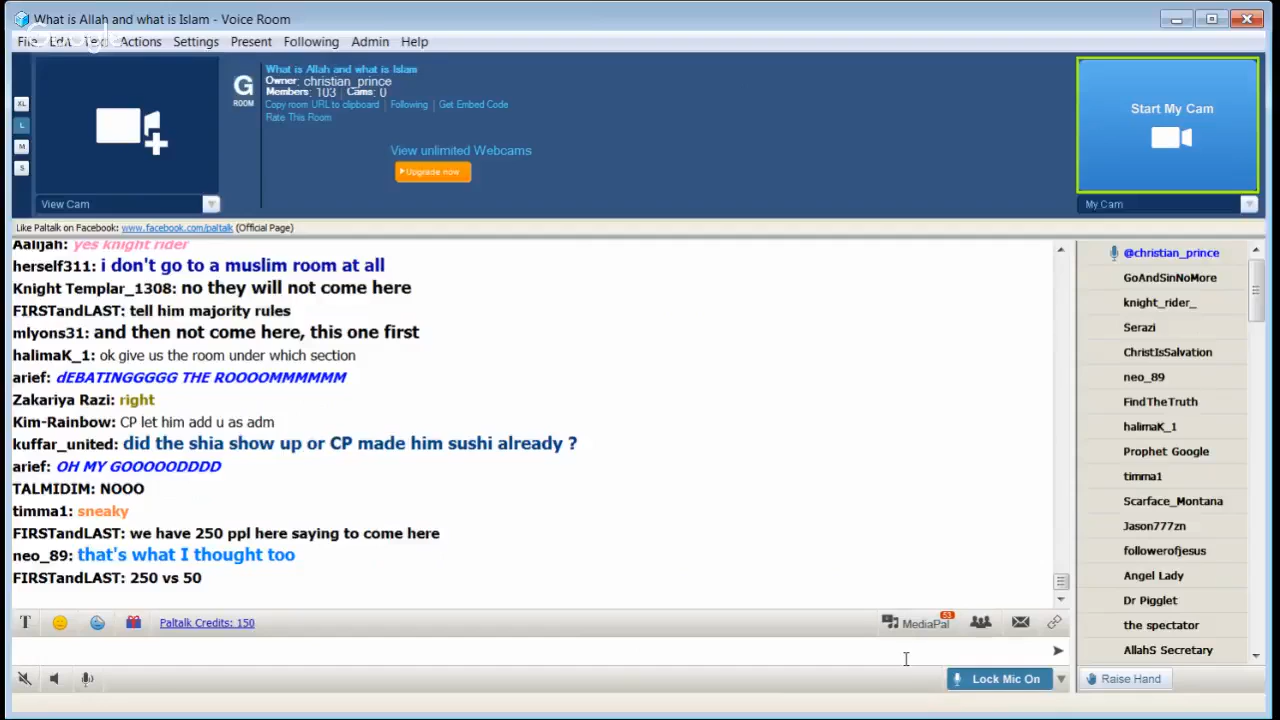 What is Allah and what is Islam - Voice Room
Google
File Edit Text Actions Settings Present Following Admin Help
XL
L
M
S
G
ROOM
What is Allah and what is Islam
Owner: christian_prince
Members: 103 Cams: 0
Copy room URL to clipboard | Following | Get Embed Code
Rate This Room
View unlimited Webcams
Upgrade now
Start My Cam
View Cam
My Cam
Like Paltalk on Facebook: www.facebook.com/paltalk (Official Page)
Aalijah: yes knight rider
herself311: i don't go to a muslim room at all
Knight Templar_1308: no they will not come here
FIRSTandLAST: tell him majority rules
mlyons31: and then not come here, this one first
halimaK_1: ok give us the room under which section
arief: dEBATINGGGGG THE ROOOOMMMMMM
Zakariya Razi: right
Kim-Rainbow: CP let him add u as adm
kuffar_united: did the shia show up or CP made him sushi already ?
arief: OH MY GOOOOODDDD
TALMIDIM: NOOO
timma1: sneaky
FIRSTandLAST: we have 250 ppl here saying to come here
neo_89: that's what I thought too
FIRSTandLAST: 250 vs 50
@christian_prince
GoAndSinNoMore
knight_rider_
Serazi
ChristIsSalvation
neo_89
FindTheTruth
halimaK_1
Prophet Google
timma1
Scarface_Montana
Jason777zn
followerofjesus
Angel Lady
Dr Pigglet
the spectator
AllahS Secretary
T
Paltalk Credits: 150
MediaPal
53
Lock Mic On
Raise Hand